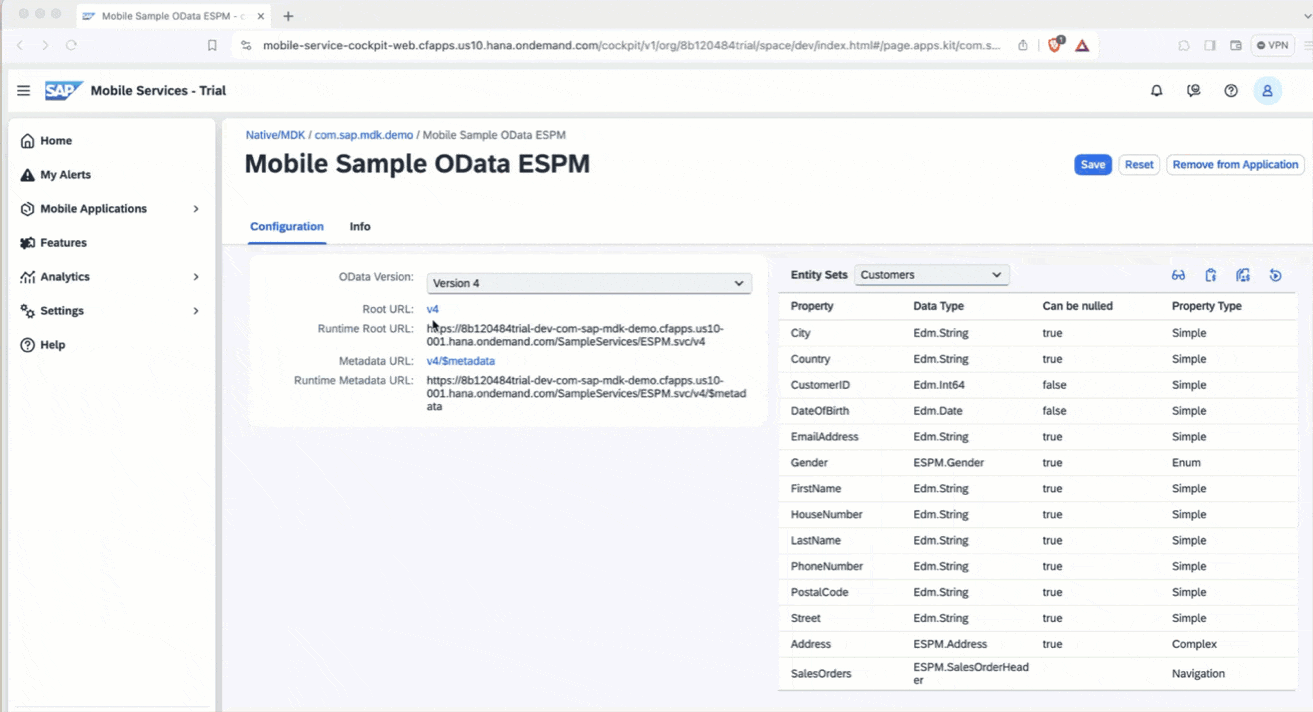 Mobile Sample OData ESPM - c
mobile-service-cockpit-web.cfapps.us10.hana.ondemand.com/cockpit/v1/org/8b120484trial/space/dev/index.html#/page.apps.kit/com.s...
1
VPN
SAP Mobile Services - Trial
Home
My Alerts
Mobile Applications
Features
Analytics
Settings
Help
Native/MDK / com.sap.mdk.demo / Mobile Sample OData ESPM
Mobile Sample OData ESPM
Save Reset Remove from Application
Configuration Info
OData Version: Version 4
Root URL: v4
Runtime Root URL: https://8b120484trial-dev-com-sap-mdk-demo.cfapps.us10-
001.hana.ondemand.com/SampleServices/ESPM.svc/v4
Metadata URL: v4/$metadata
Runtime Metadata URL: https://8b120484trial-dev-com-sap-mdk-demo.cfapps.us10-
001.hana.ondemand.com/SampleServices/ESPM.svc/v4/$metad
ata
Entity Sets Customers
Property Data Type Can be nulled Property Type
City Edm.String true Simple
Country Edm.String true Simple
CustomerID Edm.Int64 false Simple
DateOfBirth Edm.Date false Simple
EmailAddress Edm.String true Simple
Gender ESPM.Gender true Enum
FirstName Edm.String true Simple
HouseNumber Edm.String true Simple
LastName Edm.String true Simple
PhoneNumber Edm.String true Simple
PostalCode Edm.String true Simple
Street Edm.String true Simple
Address ESPM.Address true Complex
SalesOrders ESPM.SalesOrderHead
er Navigation